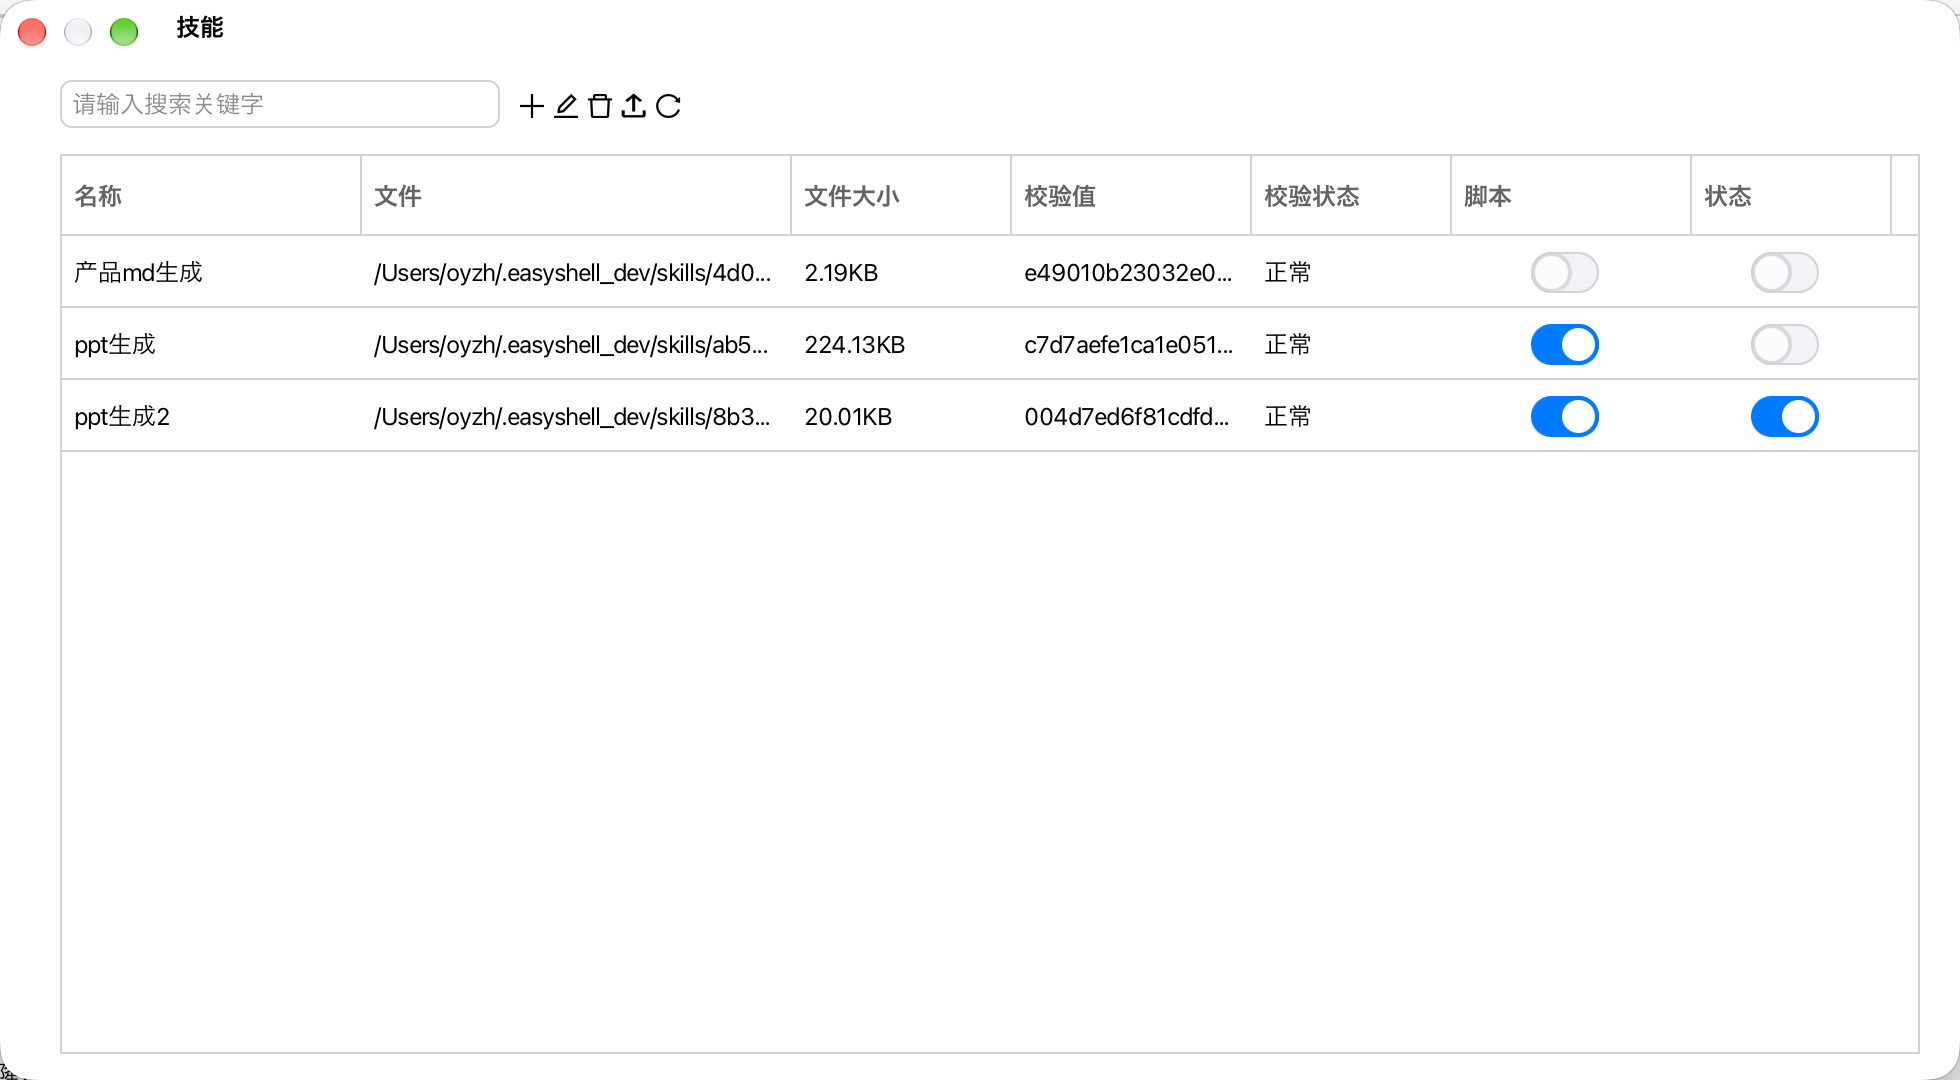 技能
请输入搜索关键字
名称 文件 文件大小 校验值 校验状态 脚本 状态
产品md生成 /Users/oyzh/.easyshell_dev/skills/4d0... 2.19KB e49010b23032e0... 正常
ppt生成 /Users/oyzh/.easyshell_dev/skills/ab5... 224.13KB c7d7aefe1ca1e051... 正常
ppt生成2 /Users/oyzh/.easyshell_dev/skills/8b3... 20.01KB 004d7ed6f81cdfd... 正常